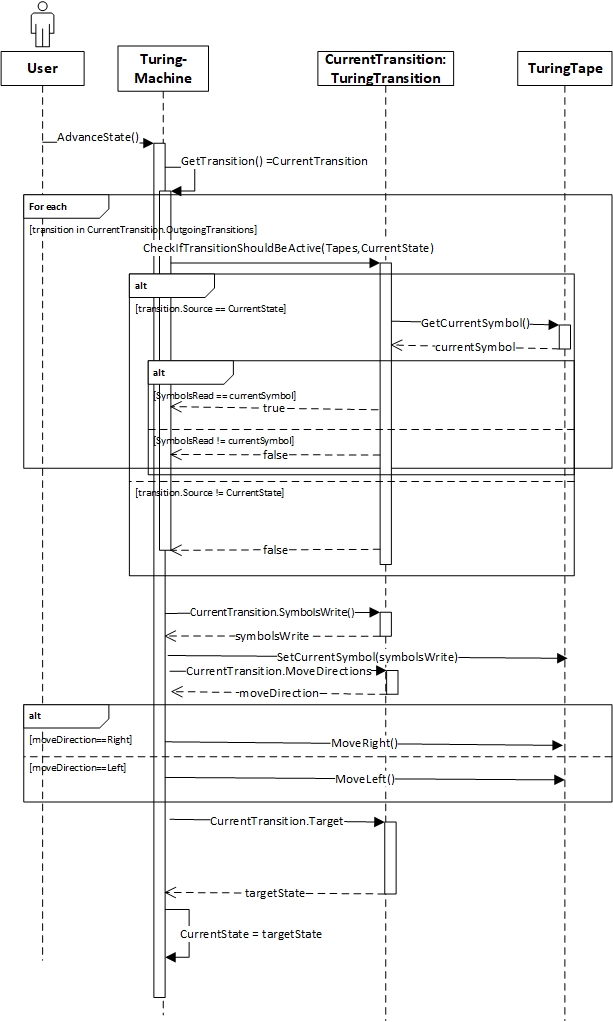 User
Turing-
Machine
CurrentTransition:
TuringTransition
TuringTape
AdvanceState()
GetTransition() =CurrentTransition
For each
[transition in CurrentTransition.OutgoingTransitions]
CheckIfTransitionShouldBeActive(Tapes,CurrentState)
alt
[transition.Source == CurrentState]
GetCurrentSymbol()
currentSymbol
alt
[SymbolsRead == currentSymbol]
true
[SymbolsRead != currentSymbol]
false
[transition.Source != CurrentState]
false
CurrentTransition.SymbolsWrite()
symbolsWrite
SetCurrentSymbol(symbolsWrite)
CurrentTransition.MoveDirections
moveDirection
alt
[moveDirection==Right]
MoveRight()
[moveDirection==Left]
MoveLeft()
CurrentTransition.Target
targetState
CurrentState = targetState